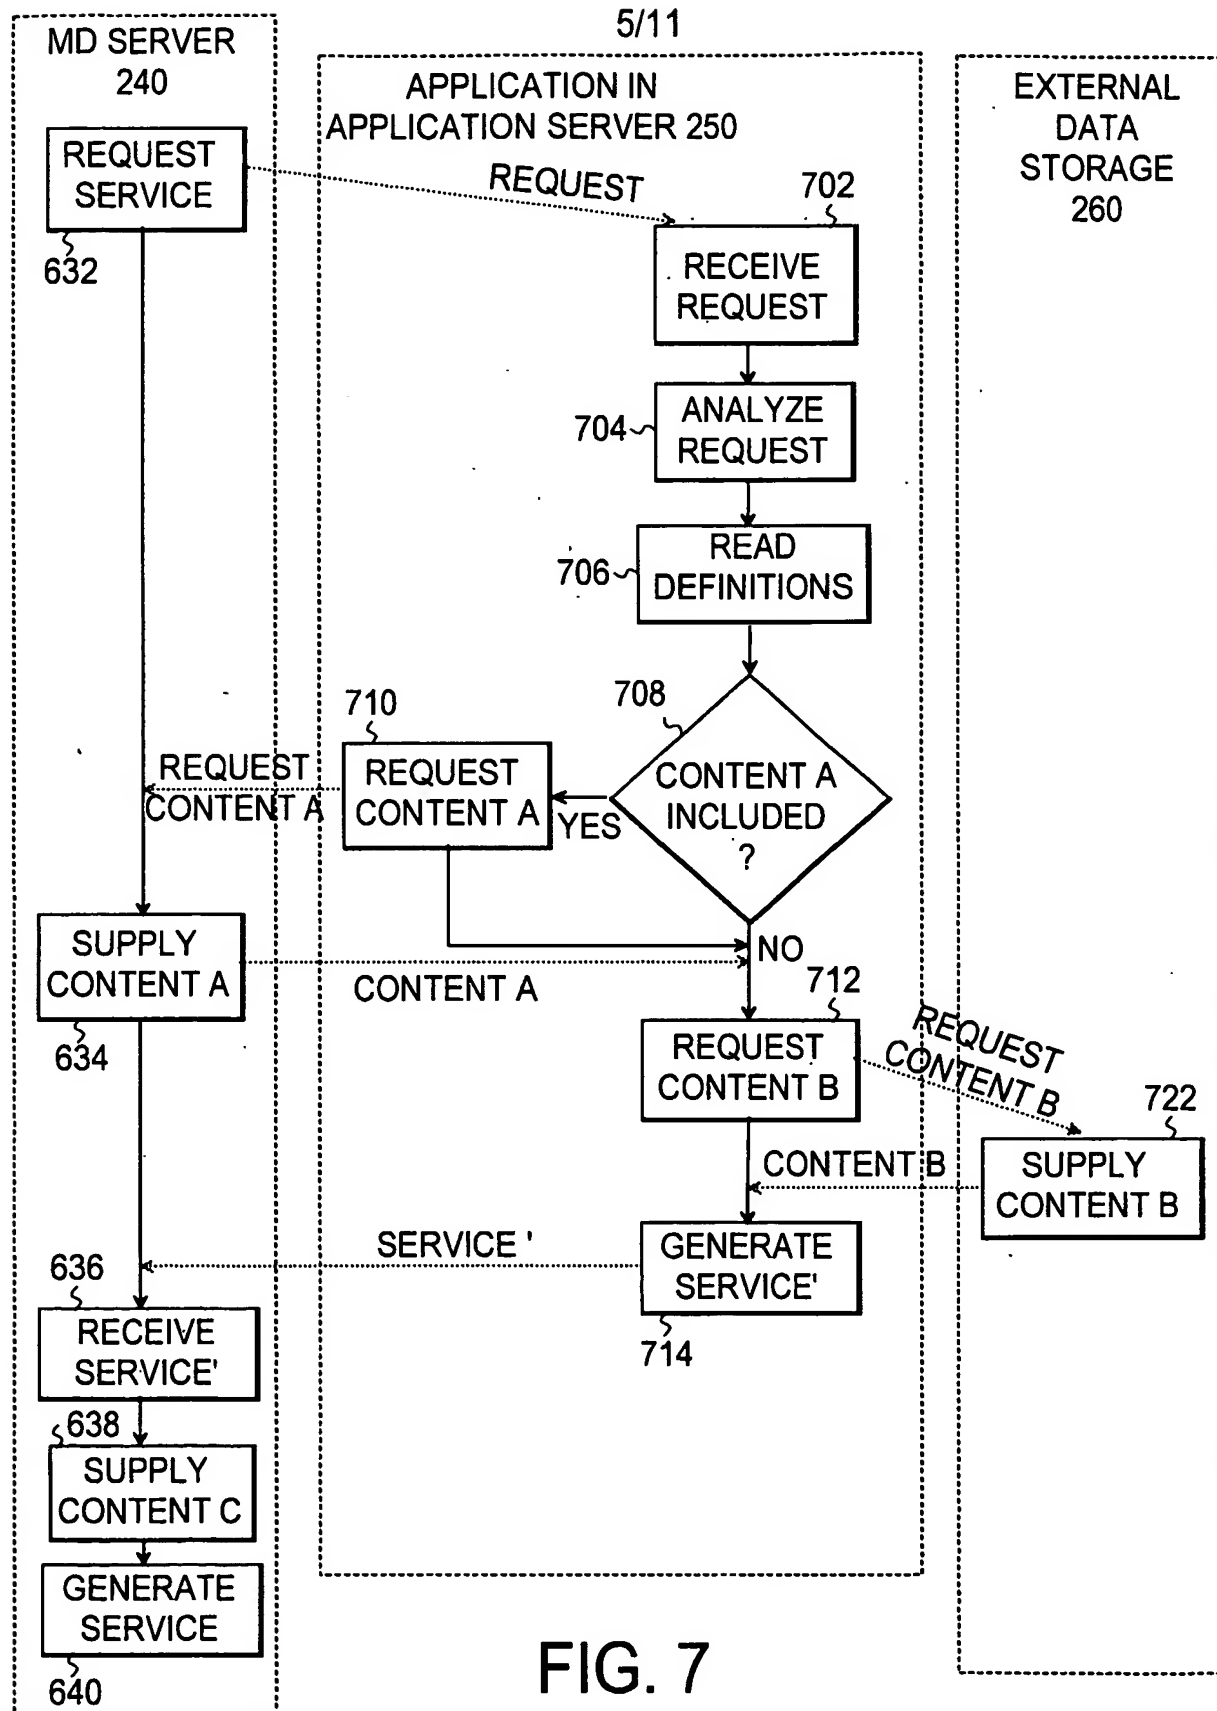 5/11
MD SERVER
240
APPLICATION IN
APPLICATION SERVER 250
EXTERNAL
DATA
STORAGE
260
REQUEST
SERVICE
632
REQUEST
702
RECEIVE
REQUEST
704
ANALYZE
REQUEST
706
READ
DEFINITIONS
708
CONTENT A
INCLUDED
?
YES
NO
710
REQUEST
CONTENT A
REQUEST
CONTENT A
SUPPLY
CONTENT A
634
CONTENT A
712
REQUEST
CONTENT B
REQUEST
CONTENT B
722
SUPPLY
CONTENT B
CONTENT B
GENERATE
SERVICE'
714
SERVICE '
636
RECEIVE
SERVICE'
638
SUPPLY
CONTENT C
GENERATE
SERVICE
640
FIG. 7